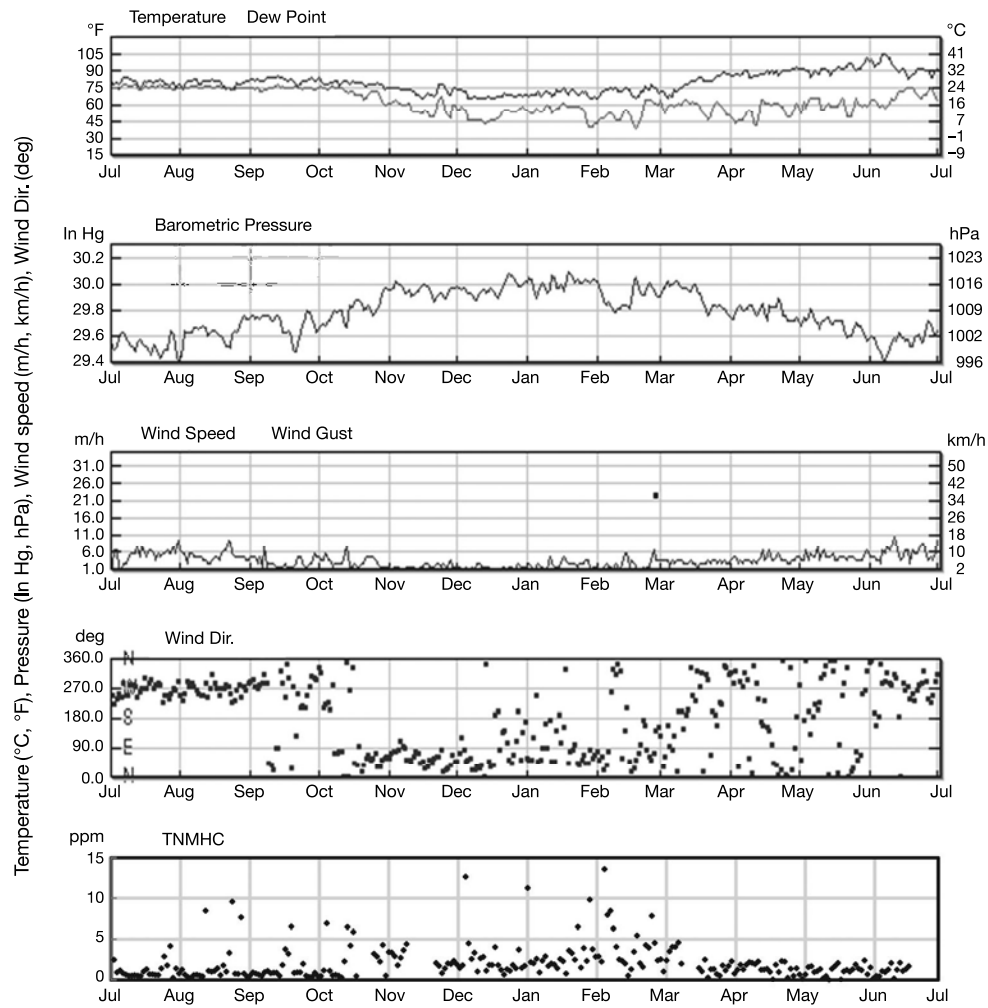 Temperature (°C, °F), Pressure (In Hg, hPa), Wind speed (m/h, km/h), Wind Dir. (deg)
Temperature Dew Point
°F °C
105 41
90 32
75 24
60 16
45 7
30 −1
15 −9
Jul Aug Sep Oct Nov Dec Jan Feb Mar Apr May Jun Jul
Barometric Pressure
In Hg hPa
30.2 1023
30.0 1016
29.8 1009
29.6 1002
29.4 996
Jul Aug Sep Oct Nov Dec Jan Feb Mar Apr May Jun Jul
Wind Speed Wind Gust
m/h km/h
31.0 50
26.0 42
21.0 34
16.0 26
11.0 18
6.0 10
1.0 2
Jul Aug Sep Oct Nov Dec Jan Feb Mar Apr May Jun Jul
deg Wind Dir.
360.0 N
270.0 W
180.0 S
90.0 E
0.0 N
Jul Aug Sep Oct Nov Dec Jan Feb Mar Apr May Jun Jul
ppm TNMHC
15
10
5
0
Jul Aug Sep Oct Nov Dec Jan Feb Mar Apr May Jun Jul